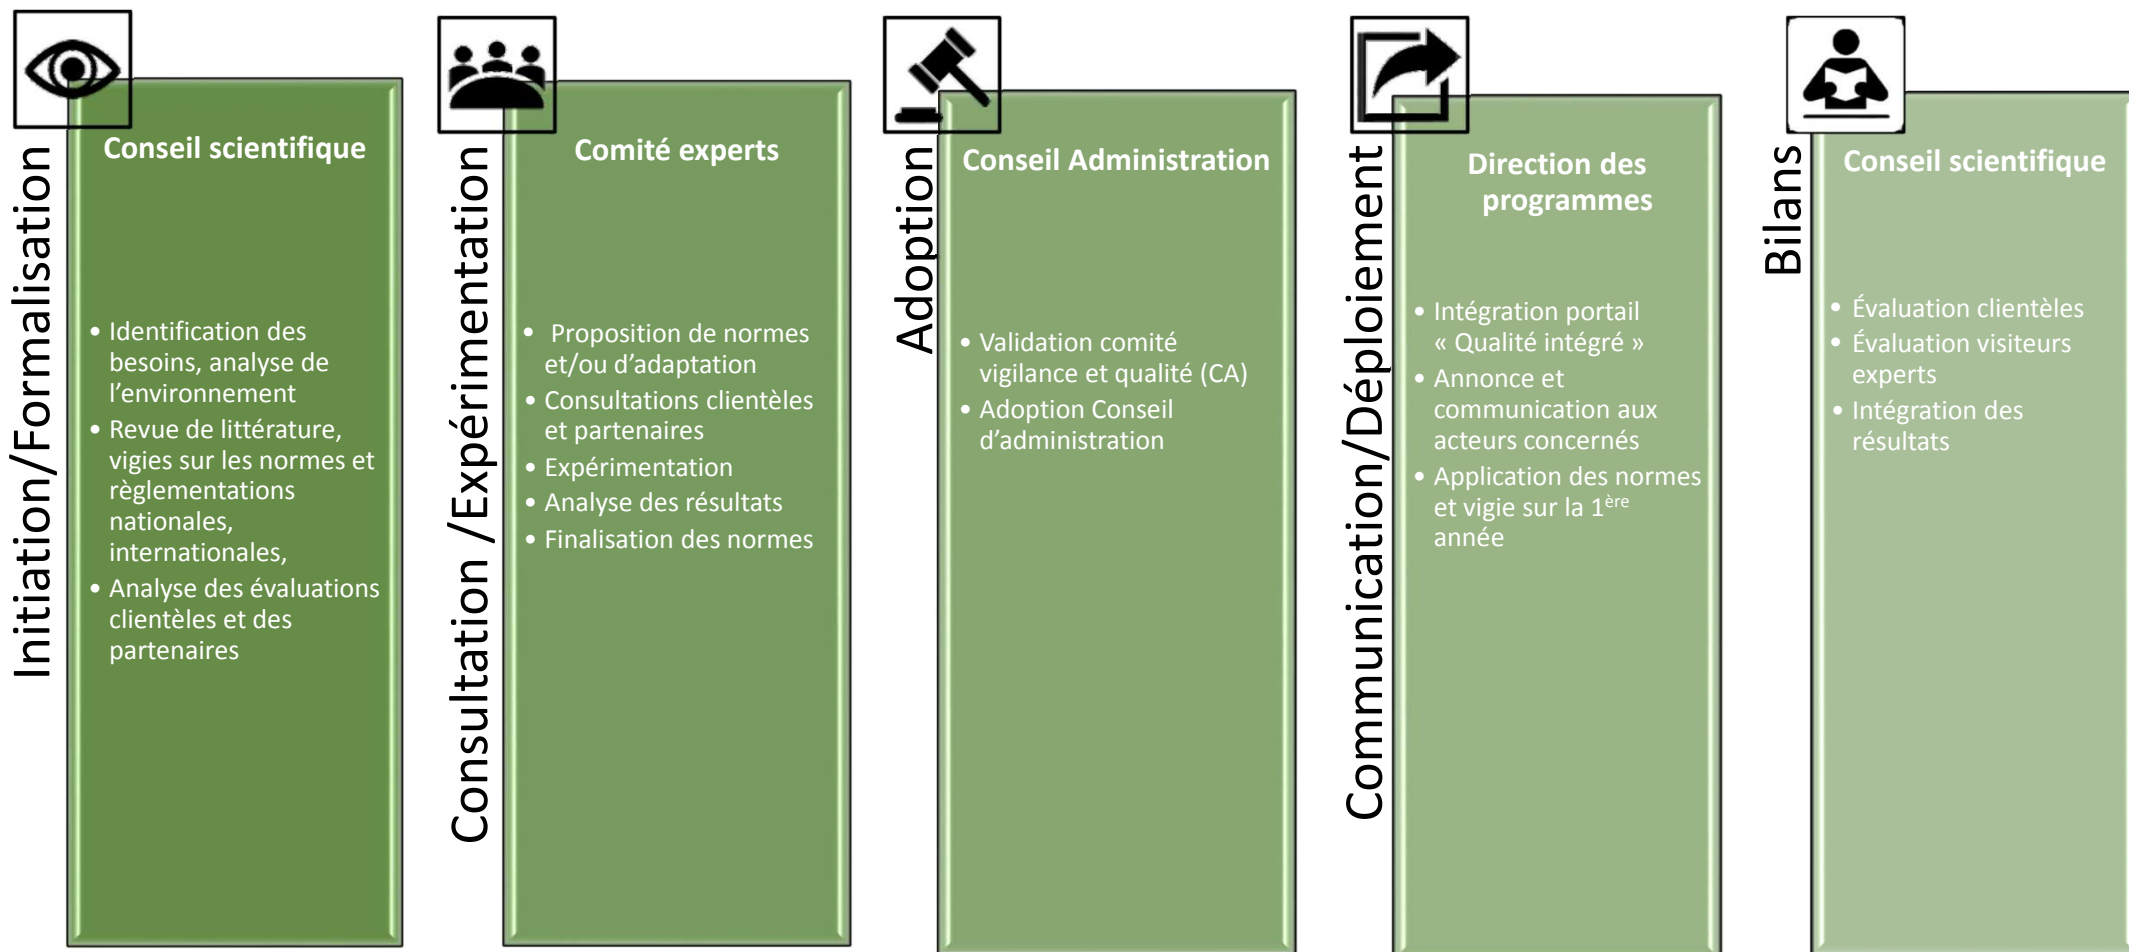 Initiation/Formalisation
Conseil scientifique
• Identification des
besoins, analyse de
l’environnement
• Revue de littérature,
vigies sur les normes et
règlementations
nationales,
internationales,
• Analyse des évaluations
clientèles et des
partenaires
Consultation /Expérimentation
Comité experts
• Proposition de normes
et/ou d’adaptation
• Consultations clientèles
et partenaires
• Expérimentation
• Analyse des résultats
• Finalisation des normes
Adoption
Conseil Administration
• Validation comité
vigilance et qualité (CA)
• Adoption Conseil
d’administration
Communication/Déploiement
Direction des
programmes
• Intégration portail
« Qualité intégré »
• Annonce et
communication aux
acteurs concernés
• Application des normes
et vigie sur la 1ère
année
Bilans
Conseil scientifique
• Évaluation clientèles
• Évaluation visiteurs
experts
• Intégration des
résultats